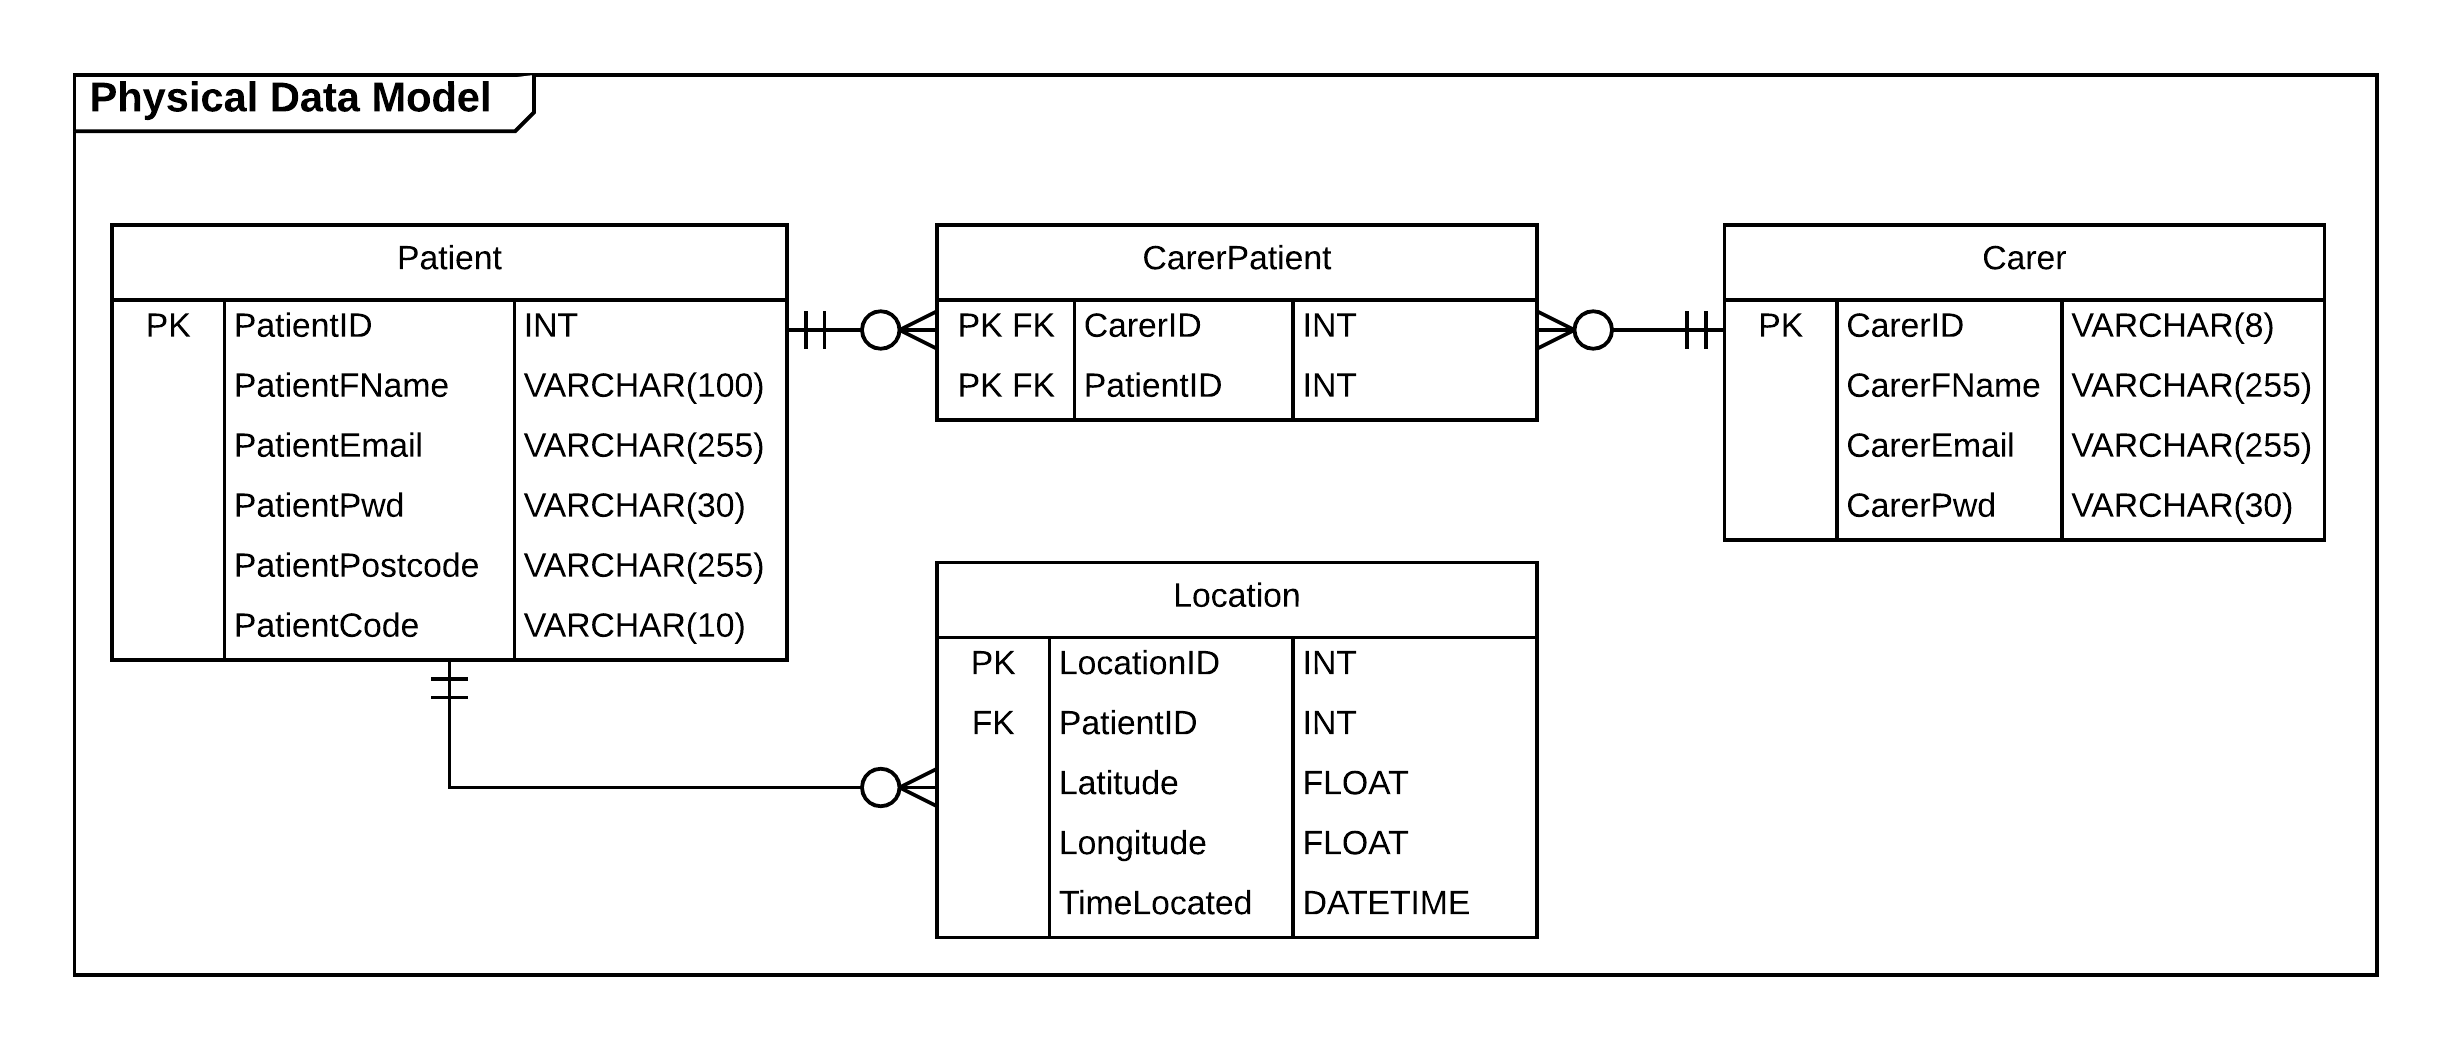 Physical Data Model
Patient
PK PatientID INT
PatientFName VARCHAR(100)
PatientEmail VARCHAR(255)
PatientPwd VARCHAR(30)
PatientPostcode VARCHAR(255)
PatientCode VARCHAR(10)
CarerPatient
PK FK CarerID INT
PK FK PatientID INT
Carer
PK CarerID VARCHAR(8)
CarerFName VARCHAR(255)
CarerEmail VARCHAR(255)
CarerPwd VARCHAR(30)
Location
PK LocationID INT
FK PatientID INT
Latitude FLOAT
Longitude FLOAT
TimeLocated DATETIME